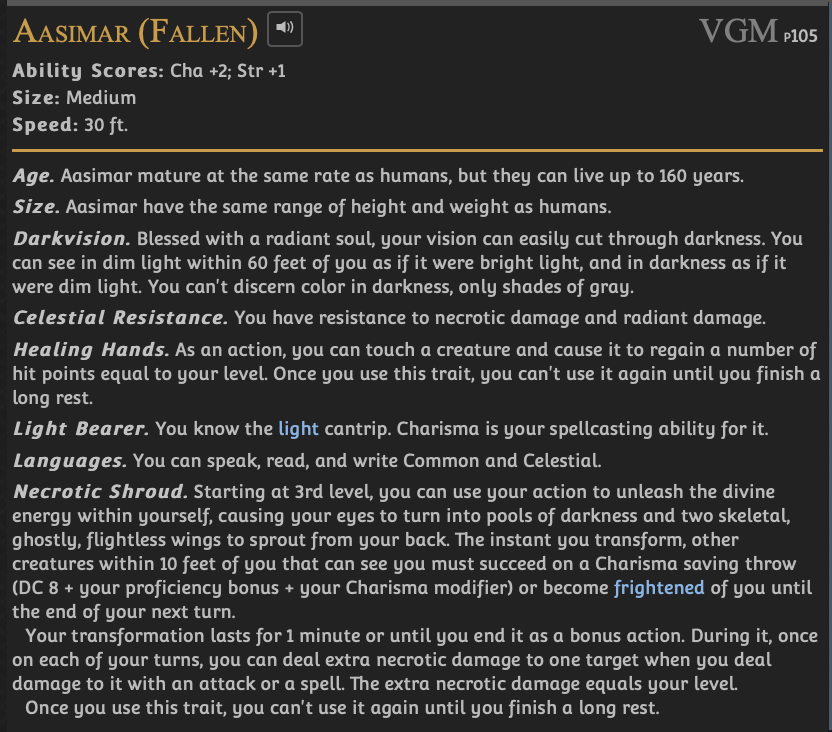 Aasimar (Fallen)
VGM p105
Ability Scores: Cha +2; Str +1
Size: Medium
Speed: 30 ft.
Age. Aasimar mature at the same rate as humans, but they can live up to 160 years.
Size. Aasimar have the same range of height and weight as humans.
Darkvision. Blessed with a radiant soul, your vision can easily cut through darkness. You
can see in dim light within 60 feet of you as if it were bright light, and in darkness as if it
were dim light. You can't discern color in darkness, only shades of gray.
Celestial Resistance. You have resistance to necrotic damage and radiant damage.
Healing Hands. As an action, you can touch a creature and cause it to regain a number of
hit points equal to your level. Once you use this trait, you can't use it again until you finish a
long rest.
Light Bearer. You know the light cantrip. Charisma is your spellcasting ability for it.
Languages. You can speak, read, and write Common and Celestial.
Necrotic Shroud. Starting at 3rd level, you can use your action to unleash the divine
energy within yourself, causing your eyes to turn into pools of darkness and two skeletal,
ghostly, flightless wings to sprout from your back. The instant you transform, other
creatures within 10 feet of you that can see you must succeed on a Charisma saving throw
(DC 8 + your proficiency bonus + your Charisma modifier) or become frightened of you until
the end of your next turn.
Your transformation lasts for 1 minute or until you end it as a bonus action. During it, once
on each of your turns, you can deal extra necrotic damage to one target when you deal
damage to it with an attack or a spell. The extra necrotic damage equals your level.
Once you use this trait, you can't use it again until you finish a long rest.